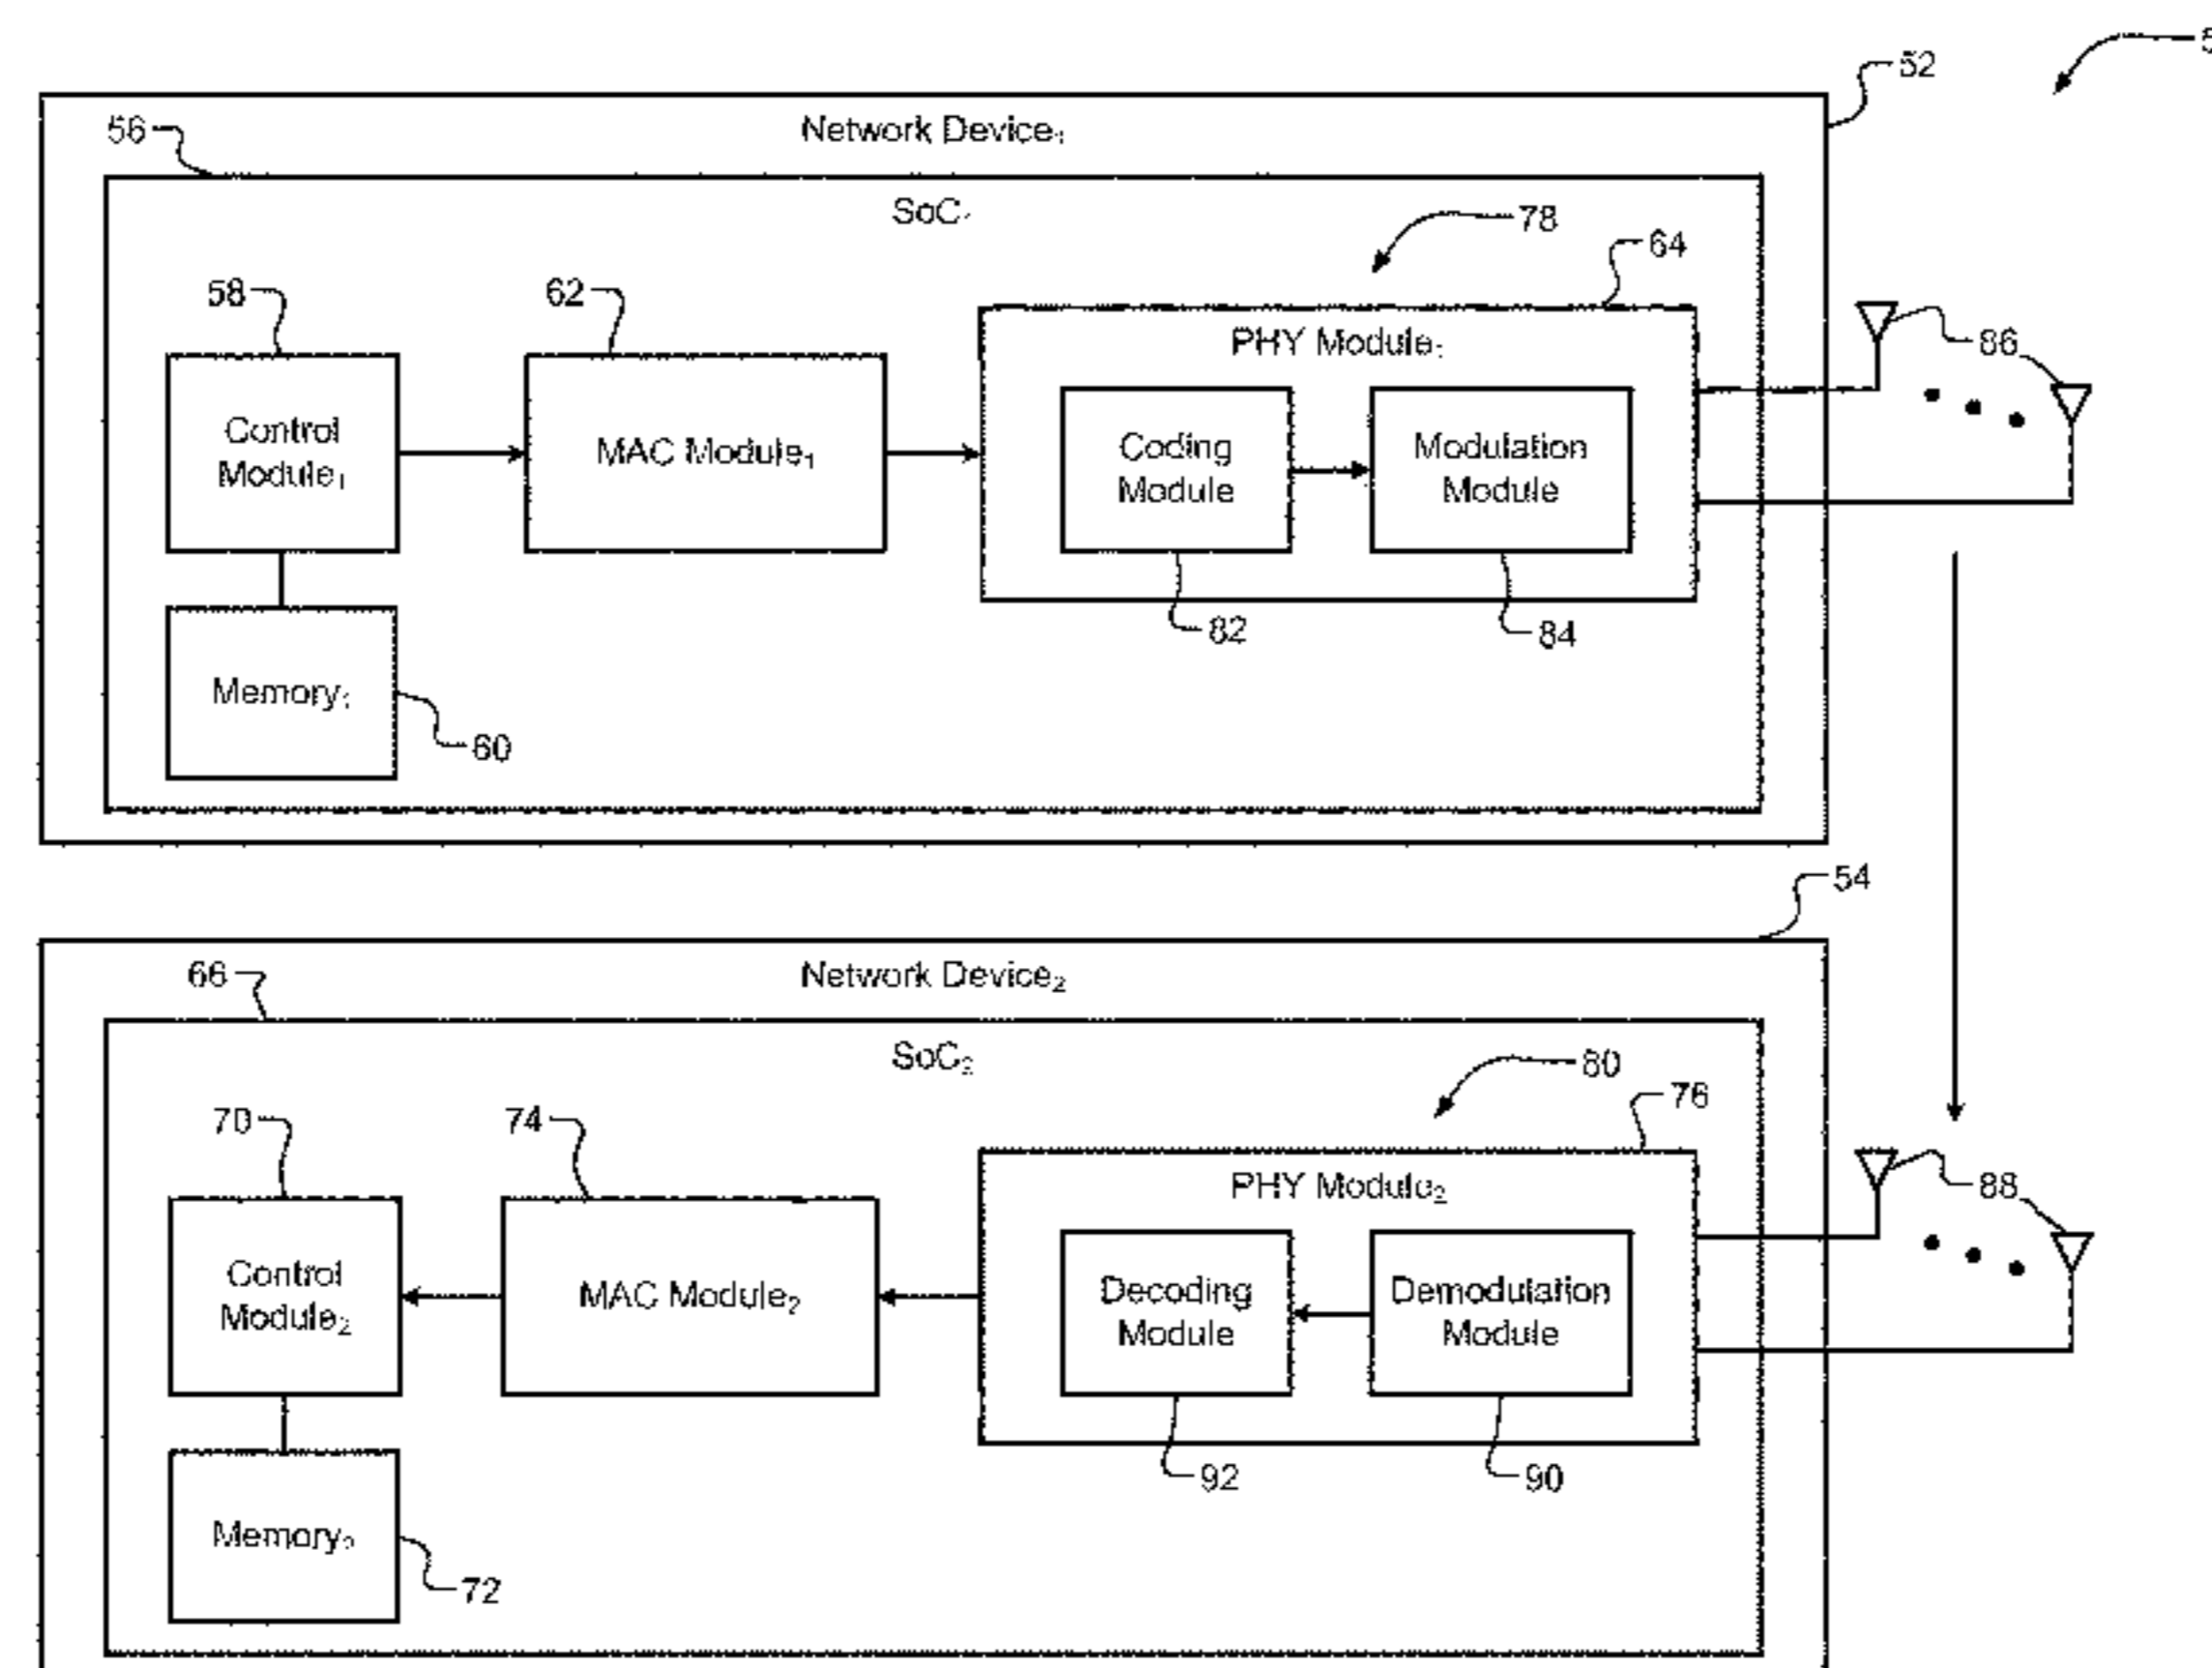 5
52
56
Network Device₁
SoC₁
78
64
58
62
PHY Module₁
86
Control
Module₁
MAC Module₁
Coding
Module
Modulation
Module
82
84
Memory₁
60
54
66
Network Device₂
SoC₂
80
76
70
74
PHY Module₂
88
Control
Module₂
MAC Module₂
Decoding
Module
Demodulation
Module
92
90
Memory₂
72